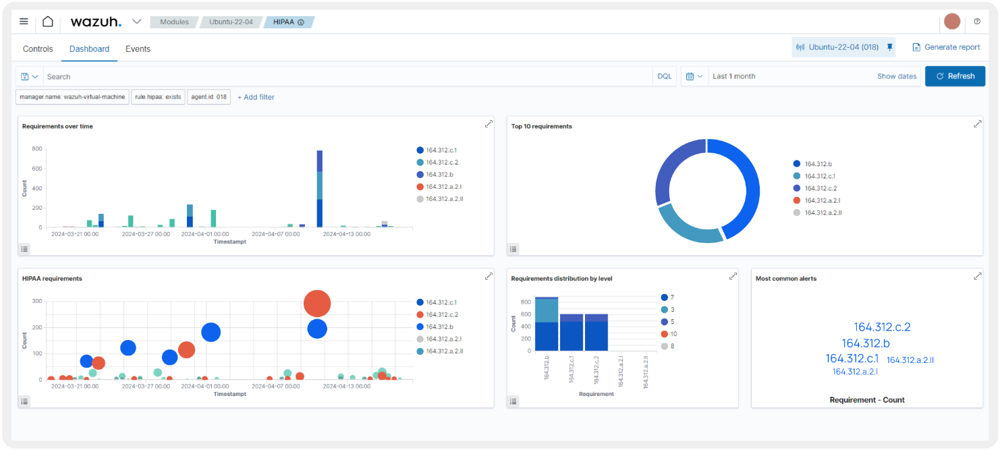 wazuh.
Modules
Ubuntu-22-04
HIPAA
Controls
Dashboard
Events
Ubuntu-22-04 (018)
Generate report
Search
DQL
Last 1 month
Show dates
Refresh
manager.name: wazuh-virtual-machine
rule.hipaa: exists
agent.id: 018
+ Add filter
Requirements over time
800
600
400
200
0
Count
2024-03-21 00:00
2024-03-27 00:00
2024-04-01 00:00
2024-04-07 00:00
2024-04-13 00:00
Timestampt
164.312.c.1
164.312.c.2
164.312.b
164.312.a.2.I
164.312.a.2.II
Top 10 requirements
164.312.b
164.312.c.1
164.312.c.2
164.312.a.2.I
164.312.a.2.II
HIPAA requirements
300
200
100
0
Count
2024-03-21 00:00
2024-03-27 00:00
2024-04-01 00:00
2024-04-07 00:00
2024-04-13 00:00
Timestampt
164.312.c.1
164.312.c.2
164.312.b
164.312.a.2.I
164.312.a.2.II
Requirements distribution by level
800
600
400
200
0
Count
164.312.b
164.312.c.1
164.312.c.2
164.312.a.2.I
164.312.a.2.II
Requirement
7
3
5
10
8
Most common alerts
164.312.c.2
164.312.b
164.312.c.1
164.312.a.2.II
164.312.a.2.I
Requirement - Count